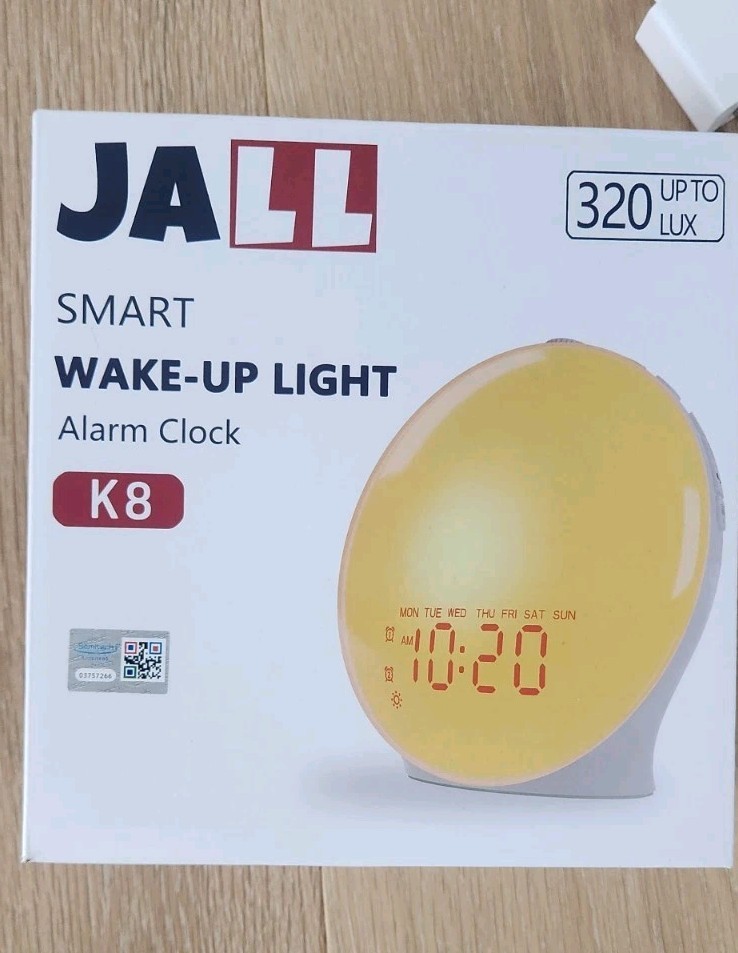 JALL
320 UP TO LUX
SMART
WAKE-UP LIGHT
Alarm Clock
K8
MON TUE WED THU FRI SAT SUN
AM 10:20
03757266